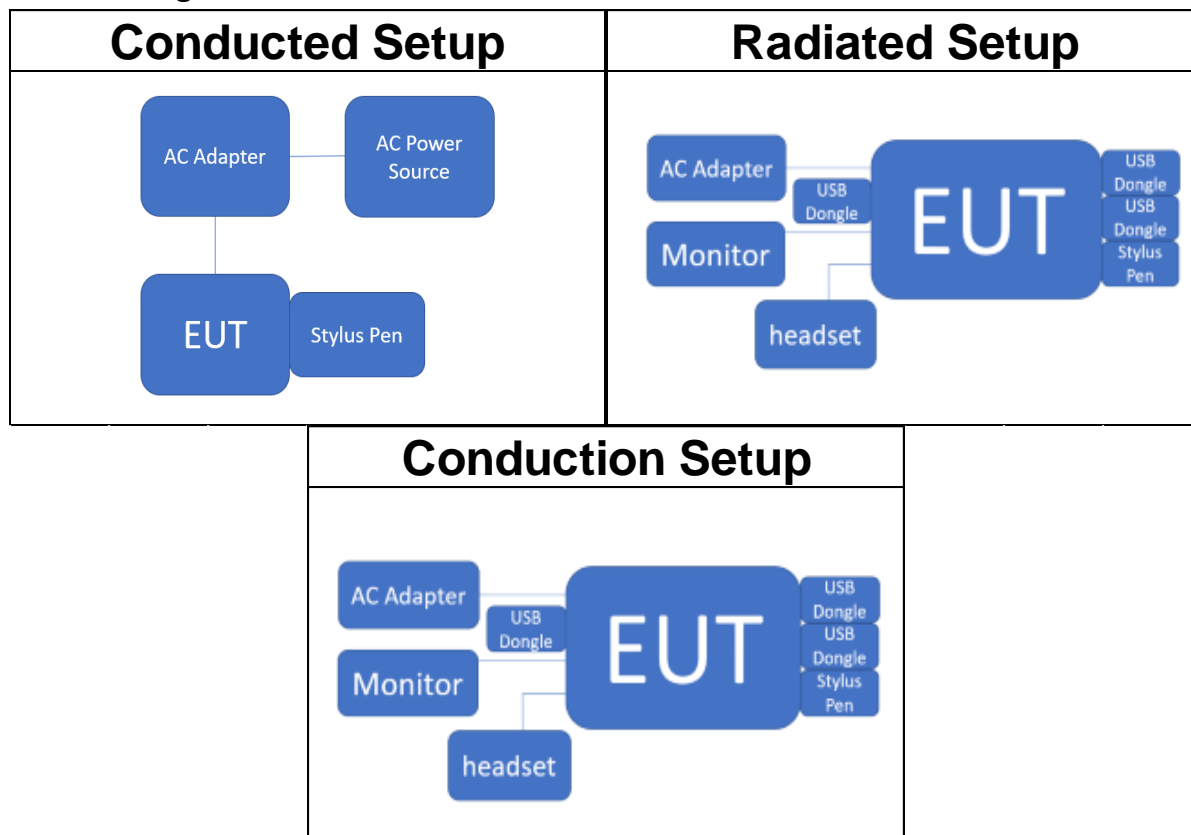 Conducted Setup
AC Adapter
AC Power
Source
EUT
Stylus Pen
Radiated Setup
AC Adapter
USB
Dongle
Monitor
headset
EUT
USB
Dongle
USB
Dongle
Stylus
Pen
Conduction Setup
AC Adapter
USB
Dongle
Monitor
headset
EUT
USB
Dongle
USB
Dongle
Stylus
Pen